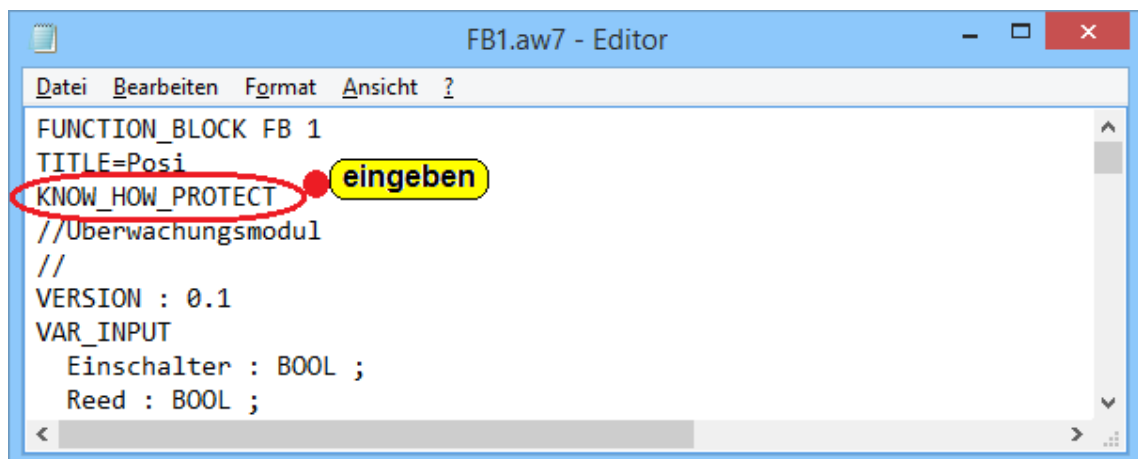 FB1.aw7 - Editor
Datei Bearbeiten Format Ansicht ?
FUNCTION_BLOCK FB 1
TITLE=Posi
eingeben
KNOW_HOW_PROTECT
//Überwachungsmodul
//
VERSION : 0.1
VAR_INPUT
Einschalter : BOOL ;
Reed : BOOL ;